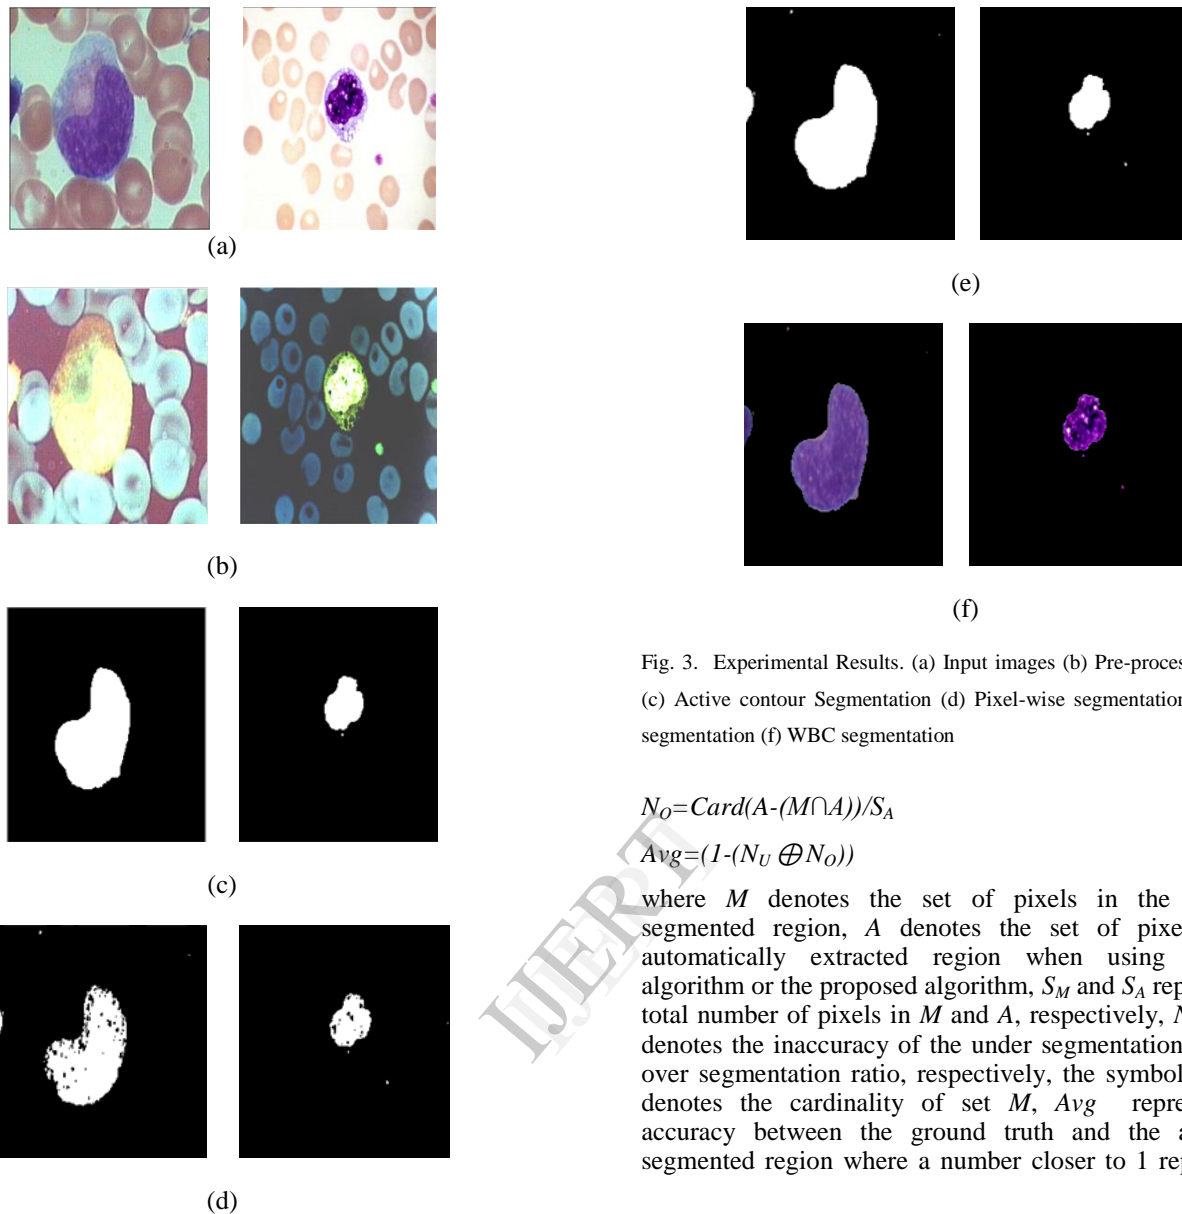 (a)
(b)
(c)
(d)
(e)
(f)
Fig. 3. Experimental Results. (a) Input images (b) Pre-proces
(c) Active contour Segmentation (d) Pixel-wise segmentation
segmentation (f) WBC segmentation
N_O=Card(A-(M∩A))/S_A
Avg=(1-(N_U ⊕ N_O))
where M denotes the set of pixels in the
segmented region, A denotes the set of pixe
automatically extracted region when using
algorithm or the proposed algorithm, S_M and S_A rep
total number of pixels in M and A, respectively, N
denotes the inaccuracy of the under segmentation
over segmentation ratio, respectively, the symbol
denotes the cardinality of set M, Avg repre
accuracy between the ground truth and the a
segmented region where a number closer to 1 rep
IJERT